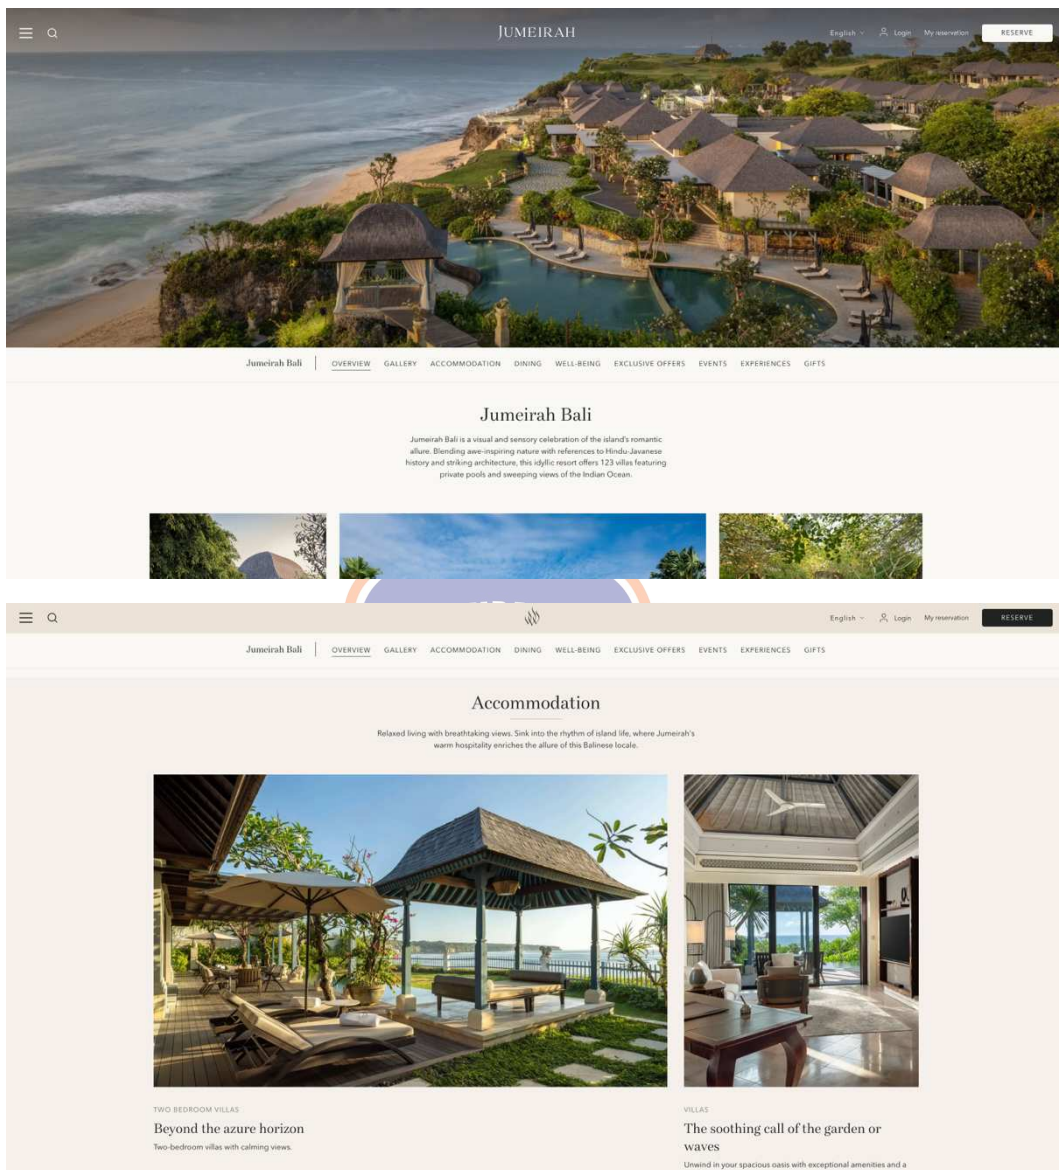 JUMEIRAH
English
Login
My reservation
RESERVE
Jumeirah Bali
OVERVIEW
GALLERY
ACCOMMODATION
DINING
WELL-BEING
EXCLUSIVE OFFERS
EVENTS
EXPERIENCES
GIFTS
Jumeirah Bali
Jumeirah Bali is a visual and sensory celebration of the island's romantic
allure. Blending awe-inspiring nature with references to Hindu-Javanese
history and striking architecture, this idyllic resort offers 123 villas featuring
private pools and sweeping views of the Indian Ocean.
English
Login
My reservation
RESERVE
Jumeirah Bali
OVERVIEW
GALLERY
ACCOMMODATION
DINING
WELL-BEING
EXCLUSIVE OFFERS
EVENTS
EXPERIENCES
GIFTS
Accommodation
Relaxed living with breathtaking views. Sink into the rhythm of island life, where Jumeirah's
warm hospitality enriches the allure of this Balinese locale.
TWO BEDROOM VILLAS
Beyond the azure horizon
Two-bedroom villas with calming views.
VILLAS
The soothing call of the garden or
waves
Unwind in your spacious oasis with exceptional amenities and a